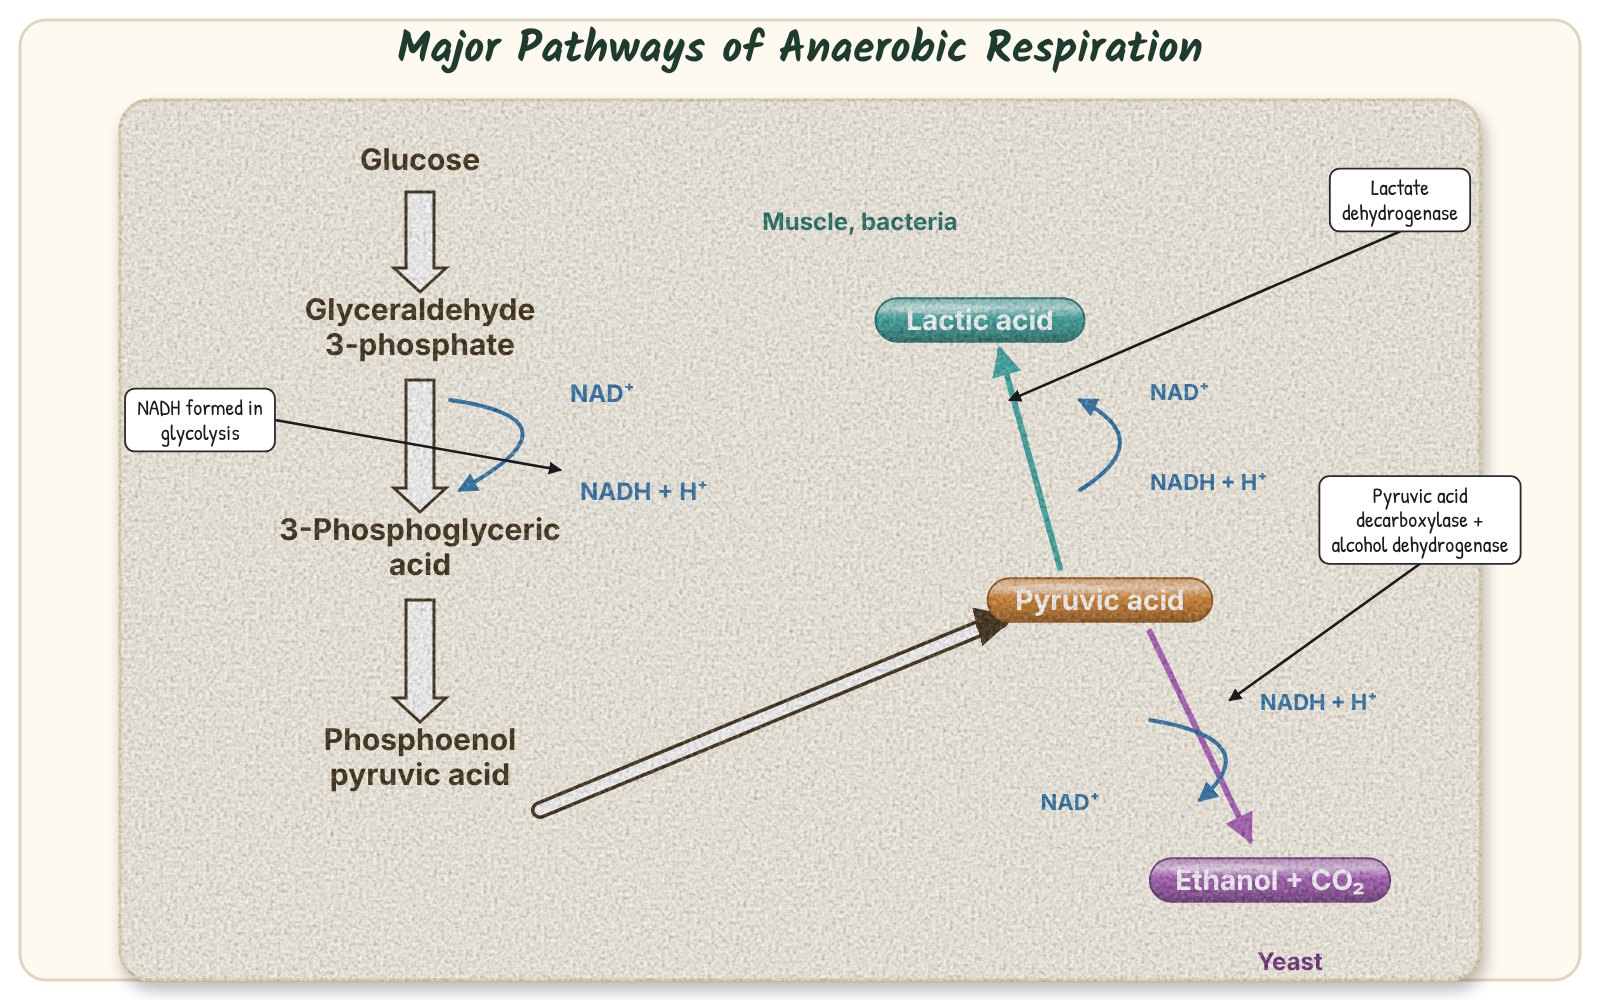 Major Pathways of Anaerobic Respiration
Glucose
Glyceraldehyde
3-phosphate
NADH formed in
glycolysis
NAD⁺
NADH + H⁺
3-Phosphoglyceric
acid
Phosphoenol
pyruvic acid
Muscle, bacteria
Lactic acid
Lactate
dehydrogenase
NAD⁺
NADH + H⁺
Pyruvic acid
Pyruvic acid
decarboxylase +
alcohol dehydrogenase
NADH + H⁺
NAD⁺
Ethanol + CO₂
Yeast